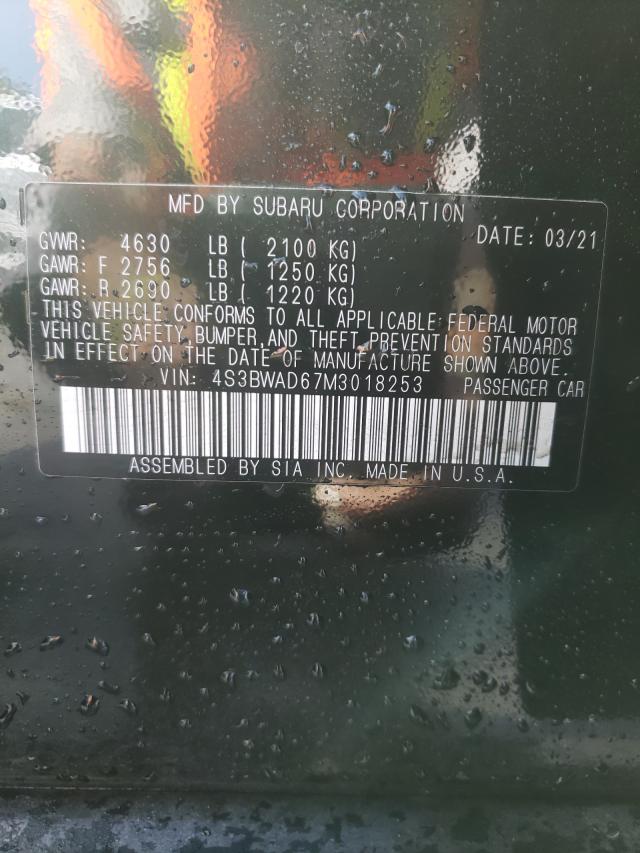 MFD BY SUBARU CORPORATION
DATE: 03/21
GVWR: 4630 LB ( 2100 KG)
GAWR: F 2756 LB ( 1250 KG)
GAWR: R 2690 LB ( 1220 KG)
THIS VEHICLE CONFORMS TO ALL APPLICABLE FEDERAL MOTOR
VEHICLE SAFETY, BUMPER, AND THEFT PREVENTION STANDARDS
IN EFFECT ON THE DATE OF MANUFACTURE SHOWN ABOVE.
VIN: 4S3BWAD67M3018253 PASSENGER CAR
ASSEMBLED BY SIA INC. MADE IN U.S.A.